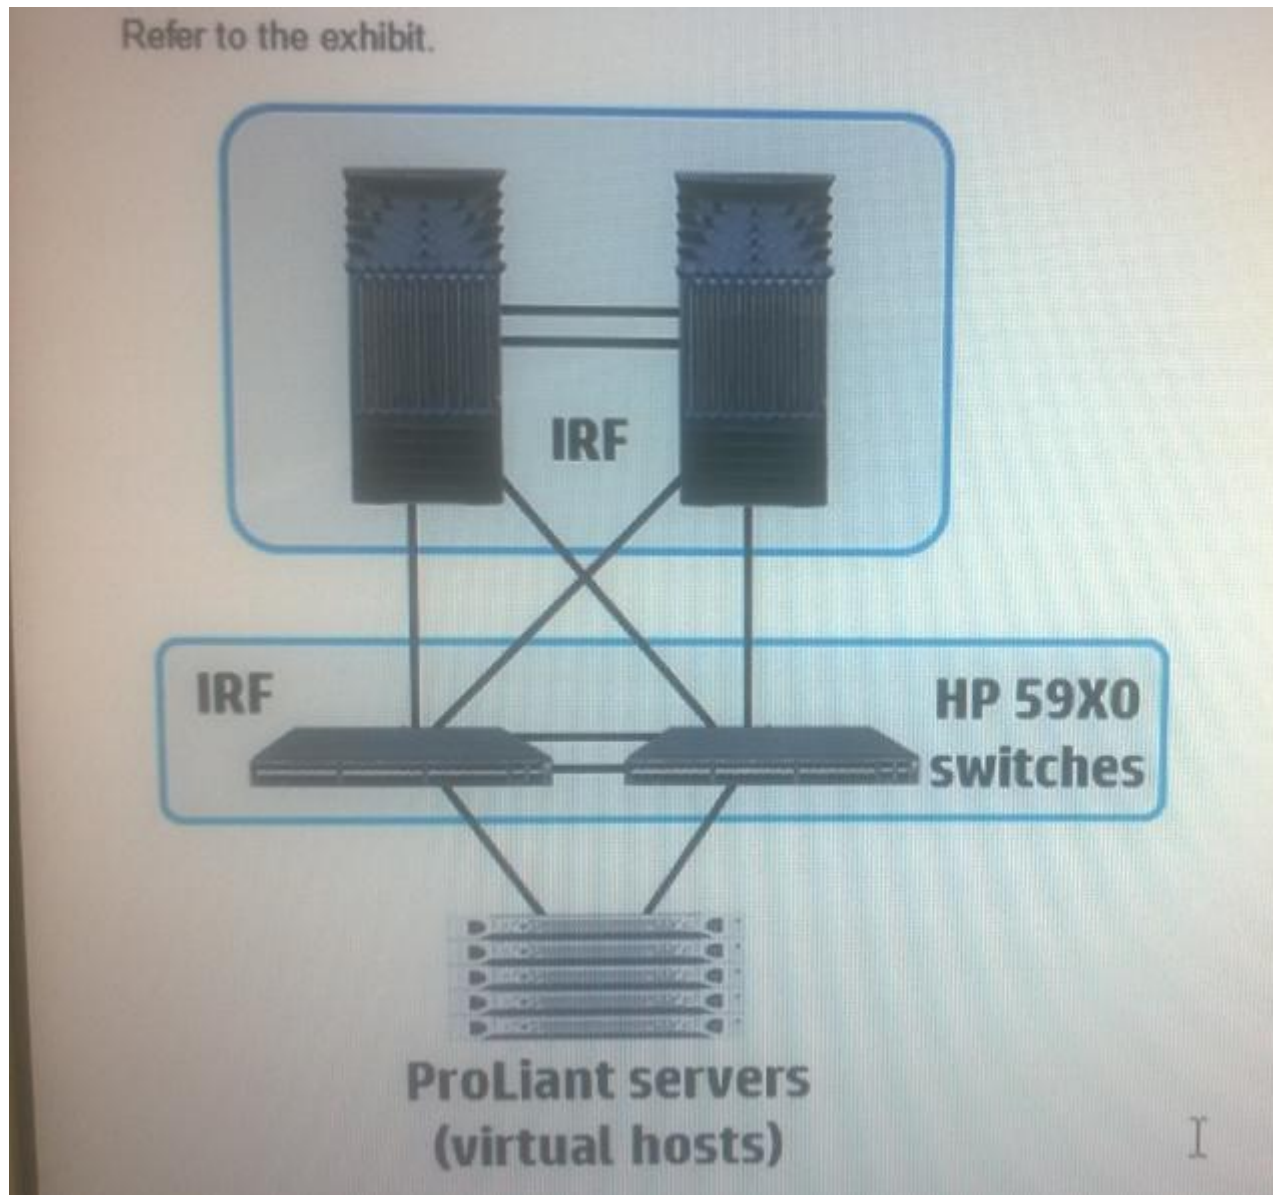 Refer to the exhibit.
IRF
IRF
HP 59X0
switches
ProLiant servers
(virtual hosts)